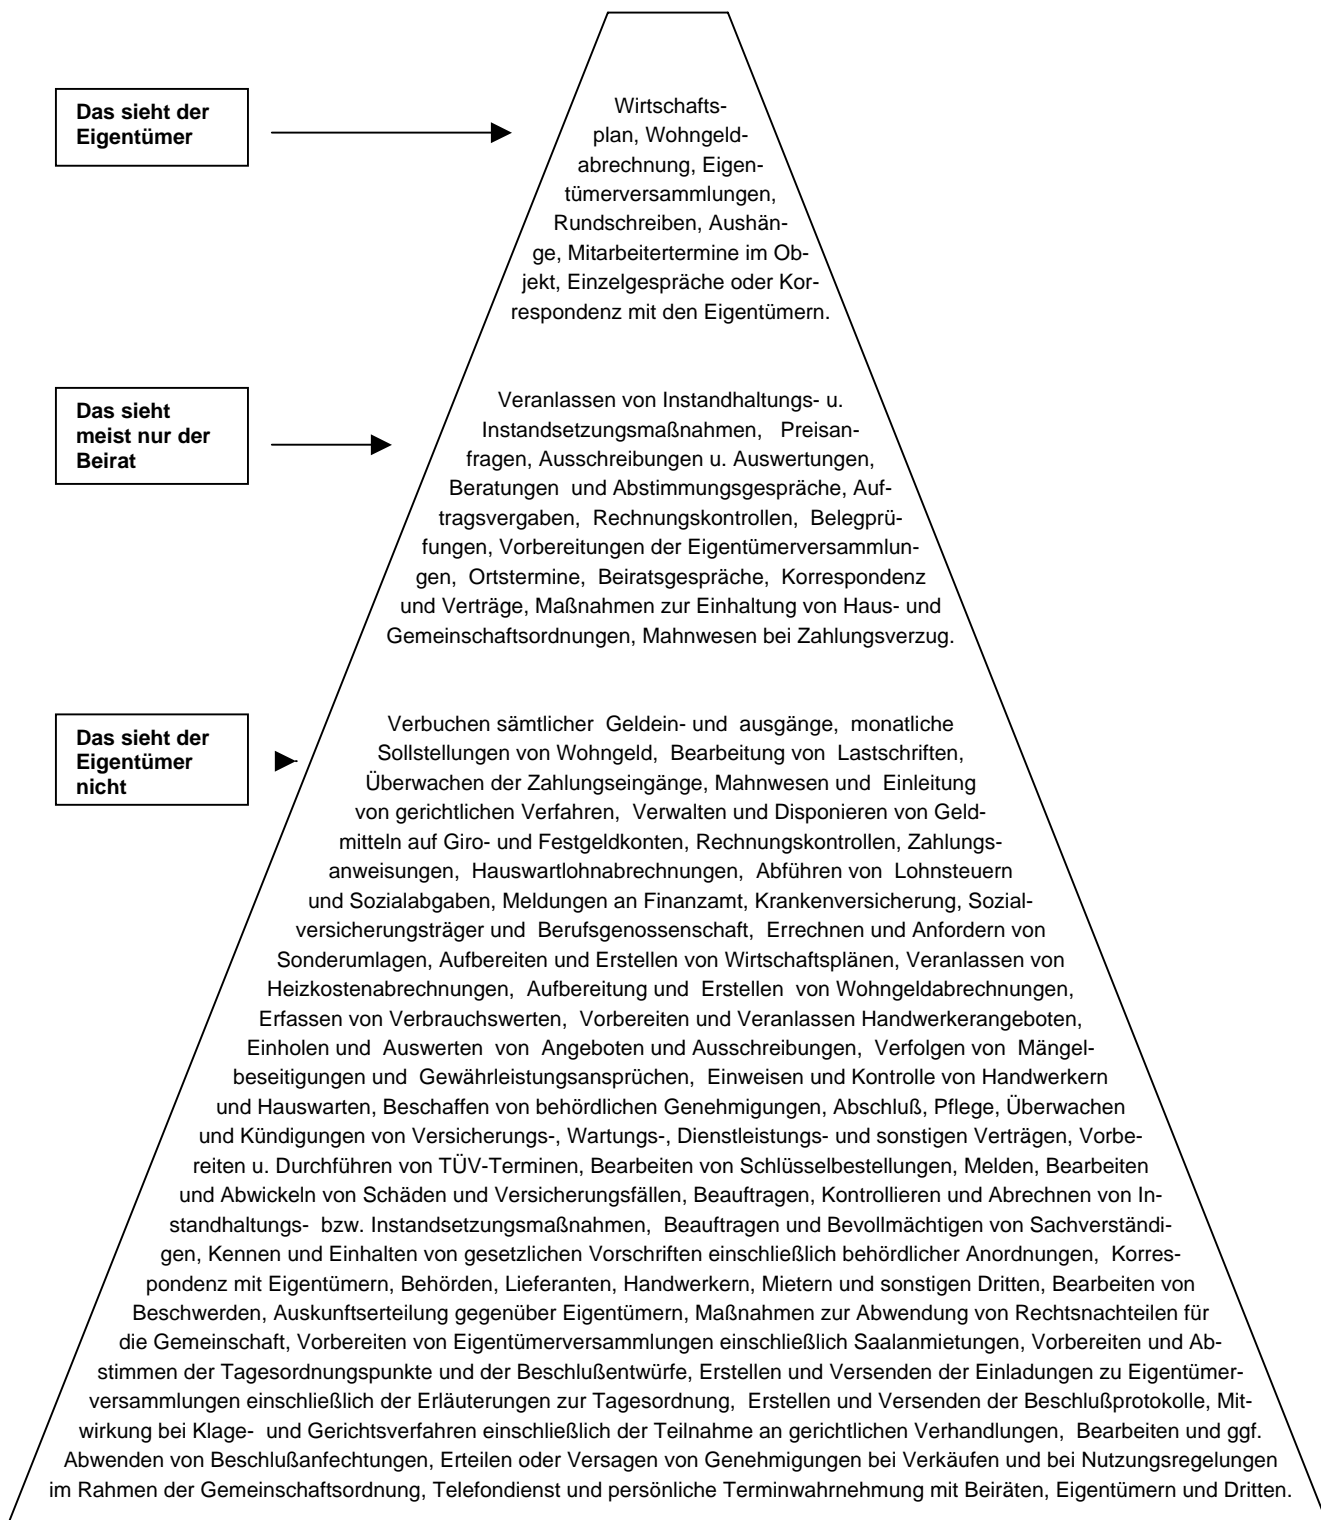 Das sieht der
Eigentümer
Wirtschafts-
plan, Wohngeld-
abrechnung, Eigen-
tümerversammlungen,
Rundschreiben, Aushän-
ge, Mitarbeitertermine im Ob-
jekt, Einzelgespräche oder Kor-
respondenz mit den Eigentümern.
Das sieht
meist nur der
Beirat
Veranlassen von Instandhaltungs- u.
Instandsetzungsmaßnahmen, Preisan-
fragen, Ausschreibungen u. Auswertungen,
Beratungen und Abstimmungsgespräche, Auf-
tragsvergaben, Rechnungskontrollen, Belegprü-
fungen, Vorbereitungen der Eigentümerversammlun-
gen, Ortstermine, Beiratsgespräche, Korrespondenz
und Verträge, Maßnahmen zur Einhaltung von Haus- und
Gemeinschaftsordnungen, Mahnwesen bei Zahlungsverzug.
Das sieht der
Eigentümer
nicht
Verbuchen sämtlicher Geldein- und ausgänge, monatliche
Sollstellungen von Wohngeld, Bearbeitung von Lastschriften,
Überwachen der Zahlungseingänge, Mahnwesen und Einleitung
von gerichtlichen Verfahren, Verwalten und Disponieren von Geld-
mitteln auf Giro- und Festgeldkonten, Rechnungskontrollen, Zahlungs-
anweisungen, Hauswartlohnabrechnungen, Abführen von Lohnsteuern
und Sozialabgaben, Meldungen an Finanzamt, Krankenversicherung, Sozial-
versicherungsträger und Berufsgenossenschaft, Errechnen und Anfordern von
Sonderumlagen, Aufbereiten und Erstellen von Wirtschaftsplänen, Veranlassen von
Heizkostenabrechnungen, Aufbereitung und Erstellen von Wohngeldabrechnungen,
Erfassen von Verbrauchswerten, Vorbereiten und Veranlassen Handwerkerangeboten,
Einholen und Auswerten von Angeboten und Ausschreibungen, Verfolgen von Mängel-
beseitigungen und Gewährleistungsansprüchen, Einweisen und Kontrolle von Handwerkern
und Hauswarten, Beschaffen von behördlichen Genehmigungen, Abschluß, Pflege, Überwachen
und Kündigungen von Versicherungs-, Wartungs-, Dienstleistungs- und sonstigen Verträgen, Vorbe-
reiten u. Durchführen von TÜV-Terminen, Bearbeiten von Schlüsselbestellungen, Melden, Bearbeiten
und Abwickeln von Schäden und Versicherungsfällen, Beauftragen, Kontrollieren und Abrechnen von In-
standhaltungs- bzw. Instandsetzungsmaßnahmen, Beauftragen und Bevollmächtigen von Sachverständi-
gen, Kennen und Einhalten von gesetzlichen Vorschriften einschließlich behördlicher Anordnungen, Korres-
pondenz mit Eigentümern, Behörden, Lieferanten, Handwerkern, Mietern und sonstigen Dritten, Bearbeiten von
Beschwerden, Auskunftserteilung gegenüber Eigentümern, Maßnahmen zur Abwendung von Rechtsnachteilen für
die Gemeinschaft, Vorbereiten von Eigentümerversammlungen einschließlich Saalanmietungen, Vorbereiten und Ab-
stimmen der Tagesordnungspunkte und der Beschlußentwürfe, Erstellen und Versenden der Einladungen zu Eigentümer-
versammlungen einschließlich der Erläuterungen zur Tagesordnung, Erstellen und Versenden der Beschlußprotokolle, Mit-
wirkung bei Klage- und Gerichtsverfahren einschließlich der Teilnahme an gerichtlichen Verhandlungen, Bearbeiten und ggf.
Abwenden von Beschlußanfechtungen, Erteilen oder Versagen von Genehmigungen bei Verkäufen und bei Nutzungsregelungen
im Rahmen der Gemeinschaftsordnung, Telefondienst und persönliche Terminwahrnehmung mit Beiräten, Eigentümern und Dritten.